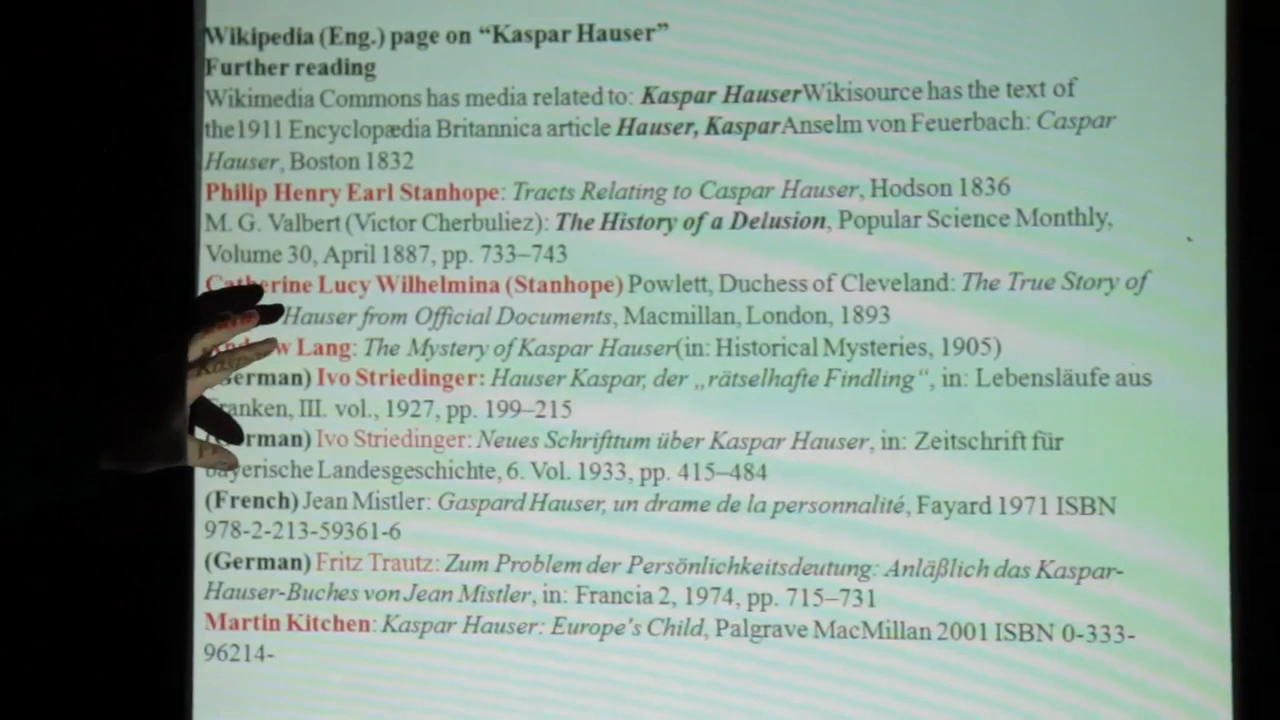 Wikipedia (Eng.) page on “Kaspar Hauser”
Further reading
Wikimedia Commons has media related to: Kaspar HauserWikisource has the text of
the1911 Encyclopædia Britannica article Hauser, KasparAnselm von Feuerbach: Caspar
Hauser, Boston 1832
Philip Henry Earl Stanhope: Tracts Relating to Caspar Hauser, Hodson 1836
M. G. Valbert (Victor Cherbuliez): The History of a Delusion, Popular Science Monthly,
Volume 30, April 1887, pp. 733–743
Catherine Lucy Wilhelmina (Stanhope) Powlett, Duchess of Cleveland: The True Story of
Hauser from Official Documents, Macmillan, London, 1893
Andrew Lang: The Mystery of Kaspar Hauser(in: Historical Mysteries, 1905)
(German) Ivo Striedinger: Hauser Kaspar, der „rätselhafte Findling“, in: Lebensläufe aus
Franken, III. vol., 1927, pp. 199–215
(German) Ivo Striedinger: Neues Schrifttum über Kaspar Hauser, in: Zeitschrift für
bayerische Landesgeschichte, 6. Vol. 1933, pp. 415–484
(French) Jean Mistler: Gaspard Hauser, un drame de la personnalité, Fayard 1971 ISBN
978-2-213-59361-6
(German) Fritz Trautz: Zum Problem der Persönlichkeitsdeutung: Anläßlich das Kaspar-
Hauser-Buches von Jean Mistler, in: Francia 2, 1974, pp. 715–731
Martin Kitchen: Kaspar Hauser: Europe's Child, Palgrave MacMillan 2001 ISBN 0-333-
96214-